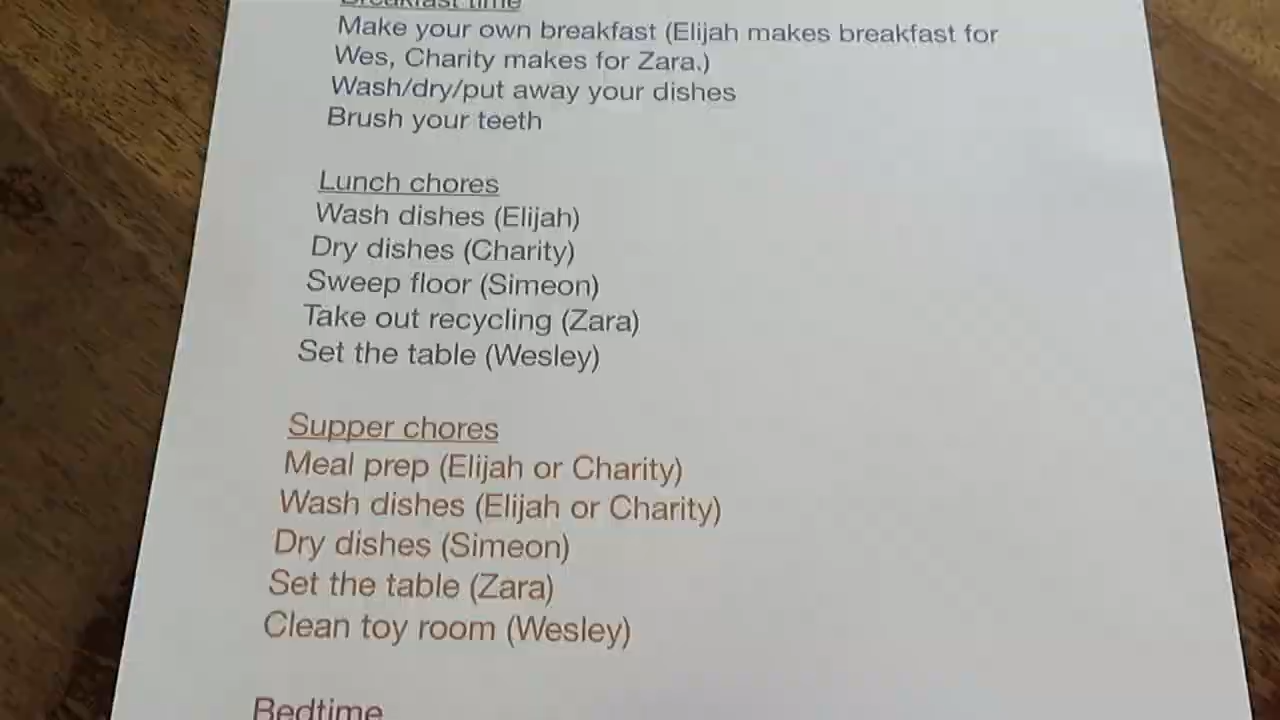 Breakfast time
Make your own breakfast (Elijah makes breakfast for
Wes, Charity makes for Zara.)
Wash/dry/put away your dishes
Brush your teeth
Lunch chores
Wash dishes (Elijah)
Dry dishes (Charity)
Sweep floor (Simeon)
Take out recycling (Zara)
Set the table (Wesley)
Supper chores
Meal prep (Elijah or Charity)
Wash dishes (Elijah or Charity)
Dry dishes (Simeon)
Set the table (Zara)
Clean toy room (Wesley)
Bedtime